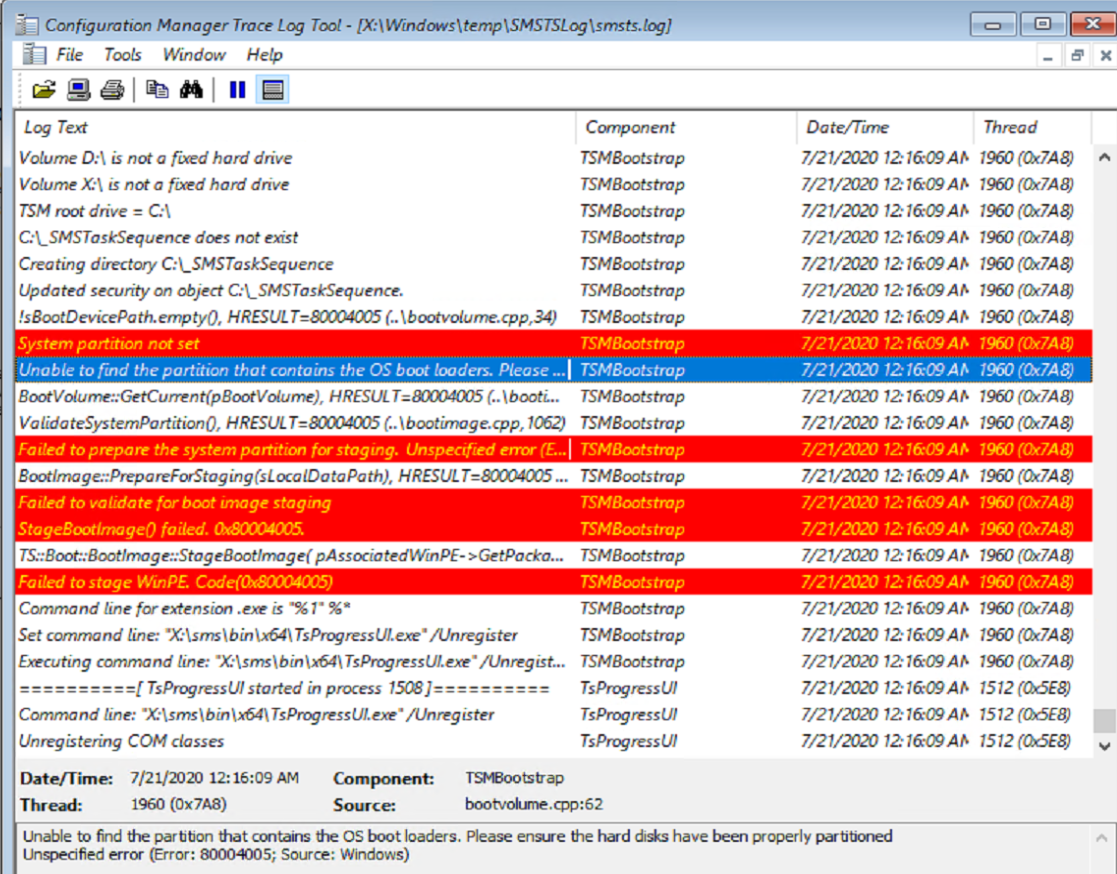 Configuration Manager Trace Log Tool - [X:\Windows\temp\SMSTSLog\smsts.log]
File Tools Window Help
Log Text Component Date/Time Thread
Volume D:\ is not a fixed hard drive TSMBootstrap 7/21/2020 12:16:09 AM 1960 (0x7A8)
Volume X:\ is not a fixed hard drive TSMBootstrap 7/21/2020 12:16:09 AM 1960 (0x7A8)
TSM root drive = C:\ TSMBootstrap 7/21/2020 12:16:09 AM 1960 (0x7A8)
C:\_SMSTaskSequence does not exist TSMBootstrap 7/21/2020 12:16:09 AM 1960 (0x7A8)
Creating directory C:\_SMSTaskSequence TSMBootstrap 7/21/2020 12:16:09 AM 1960 (0x7A8)
Updated security on object C:\_SMSTaskSequence. TSMBootstrap 7/21/2020 12:16:09 AM 1960 (0x7A8)
!sBootDevicePath.empty(), HRESULT=80004005 (..\bootvolume.cpp,34) TSMBootstrap 7/21/2020 12:16:09 AM 1960 (0x7A8)
System partition not set TSMBootstrap 7/21/2020 12:16:09 AM 1960 (0x7A8)
Unable to find the partition that contains the OS boot loaders. Please ... TSMBootstrap 7/21/2020 12:16:09 AM 1960 (0x7A8)
BootVolume::GetCurrent(pBootVolume), HRESULT=80004005 (..\booti... TSMBootstrap 7/21/2020 12:16:09 AM 1960 (0x7A8)
ValidateSystemPartition(), HRESULT=80004005 (..\bootimage.cpp,1062) TSMBootstrap 7/21/2020 12:16:09 AM 1960 (0x7A8)
Failed to prepare the system partition for staging. Unspecified error (E... TSMBootstrap 7/21/2020 12:16:09 AM 1960 (0x7A8)
BootImage::PrepareForStaging(sLocalDataPath), HRESULT=80004005 ... TSMBootstrap 7/21/2020 12:16:09 AM 1960 (0x7A8)
Failed to validate for boot image staging TSMBootstrap 7/21/2020 12:16:09 AM 1960 (0x7A8)
StageBootImage() failed. 0x80004005. TSMBootstrap 7/21/2020 12:16:09 AM 1960 (0x7A8)
TS::Boot::BootImage::StageBootImage( pAssociatedWinPE->GetPacka... TSMBootstrap 7/21/2020 12:16:09 AM 1960 (0x7A8)
Failed to stage WinPE. Code(0x80004005) TSMBootstrap 7/21/2020 12:16:09 AM 1960 (0x7A8)
Command line for extension .exe is "%1" %* TSMBootstrap 7/21/2020 12:16:09 AM 1960 (0x7A8)
Set command line: "X:\sms\bin\x64\TsProgressUI.exe" /Unregister TSMBootstrap 7/21/2020 12:16:09 AM 1960 (0x7A8)
Executing command line: "X:\sms\bin\x64\TsProgressUI.exe" /Unregist... TSMBootstrap 7/21/2020 12:16:09 AM 1960 (0x7A8)
==========[ TsProgressUI started in process 1508 ]========== TsProgressUI 7/21/2020 12:16:09 AM 1512 (0x5E8)
Command line: "X:\sms\bin\x64\TsProgressUI.exe" /Unregister TsProgressUI 7/21/2020 12:16:09 AM 1512 (0x5E8)
Unregistering COM classes TsProgressUI 7/21/2020 12:16:09 AM 1512 (0x5E8)
Date/Time: 7/21/2020 12:16:09 AM Component: TSMBootstrap
Thread: 1960 (0x7A8) Source: bootvolume.cpp:62
Unable to find the partition that contains the OS boot loaders. Please ensure the hard disks have been properly partitioned
Unspecified error (Error: 80004005; Source: Windows)